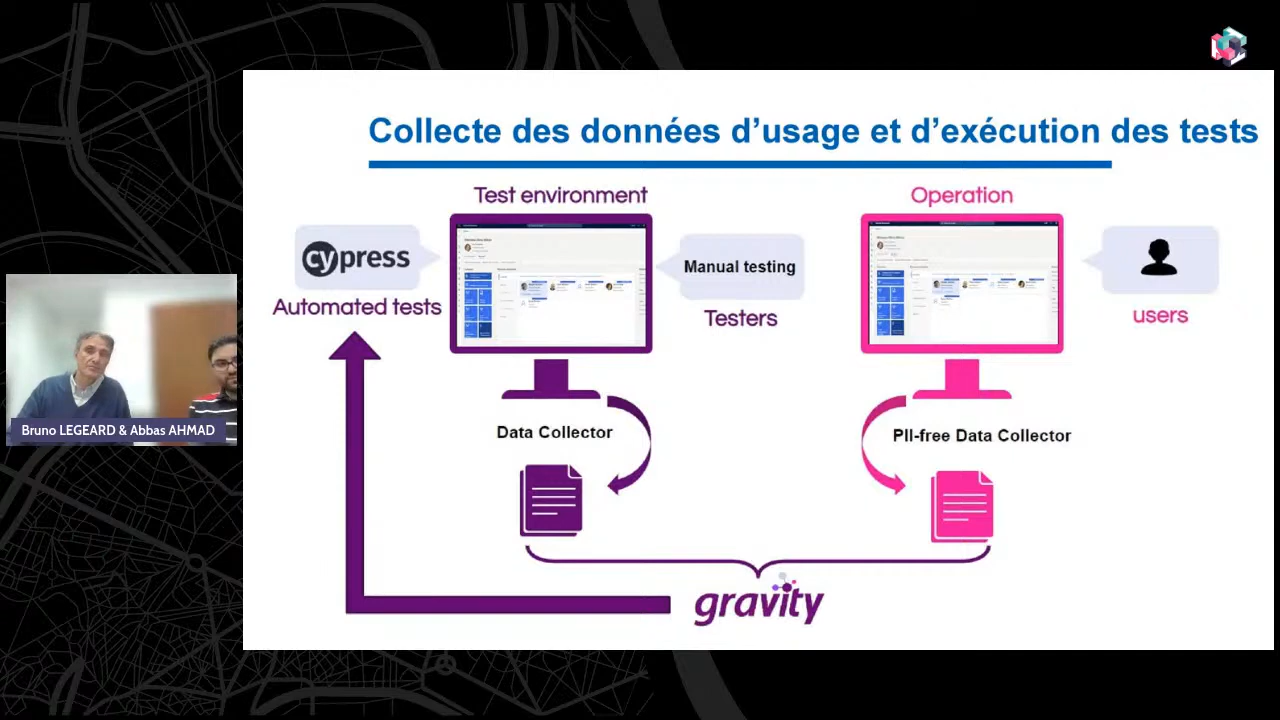 Collecte des données d’usage et d’exécution des tests
Test environment
Operation
cypress
Manual testing
Automated tests
Testers
users
Bruno LEGEARD & Abbas AHMAD
Data Collector
PII-free Data Collector
gravity